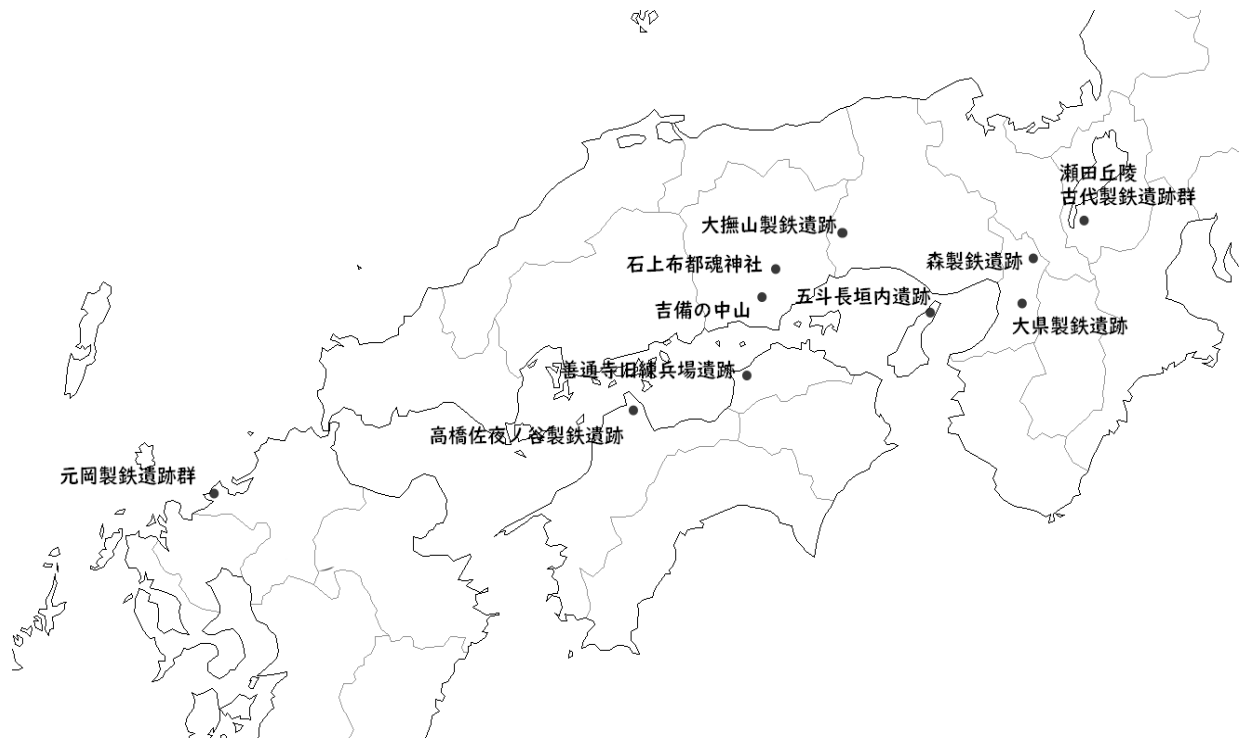 瀬田丘陵
古代製鉄遺跡群
大撫山製鉄遺跡
石上布都魂神社
森製鉄遺跡
吉備の中山
五斗長垣内遺跡
大県製鉄遺跡
善通寺旧練兵場遺跡
高橋佐夜ノ谷製鉄遺跡
元岡製鉄遺跡群